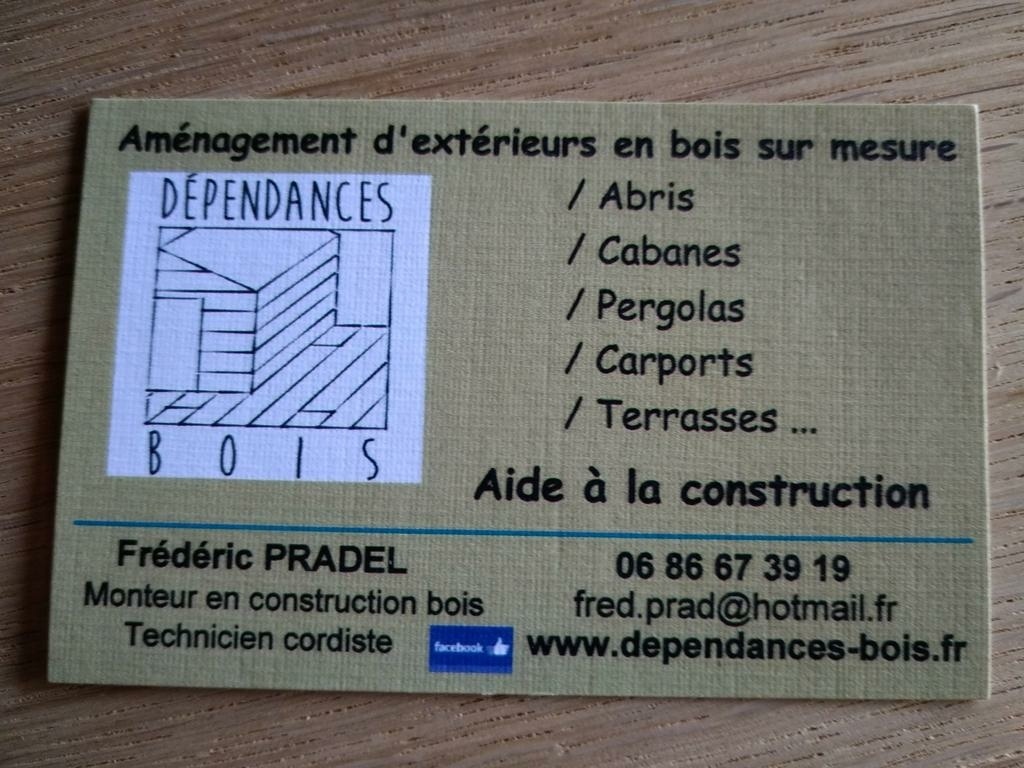 Aménagement d'extérieurs en bois sur mesure
DÉPENDANCES
BOIS
/ Abris
/ Cabanes
/ Pergolas
/ Carports
/ Terrasses ...
Aide à la construction
Frédéric PRADEL
Monteur en construction bois
Technicien cordiste
facebook
06 86 67 39 19
fred.prad@hotmail.fr
www.dependances-bois.fr